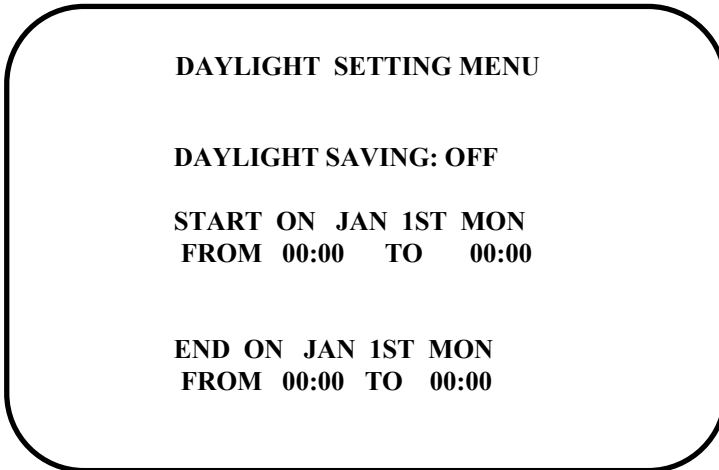 DAYLIGHT SETTING MENU
DAYLIGHT SAVING: OFF
START ON JAN 1ST MON
FROM 00:00 TO 00:00
END ON JAN 1ST MON
FROM 00:00 TO 00:00